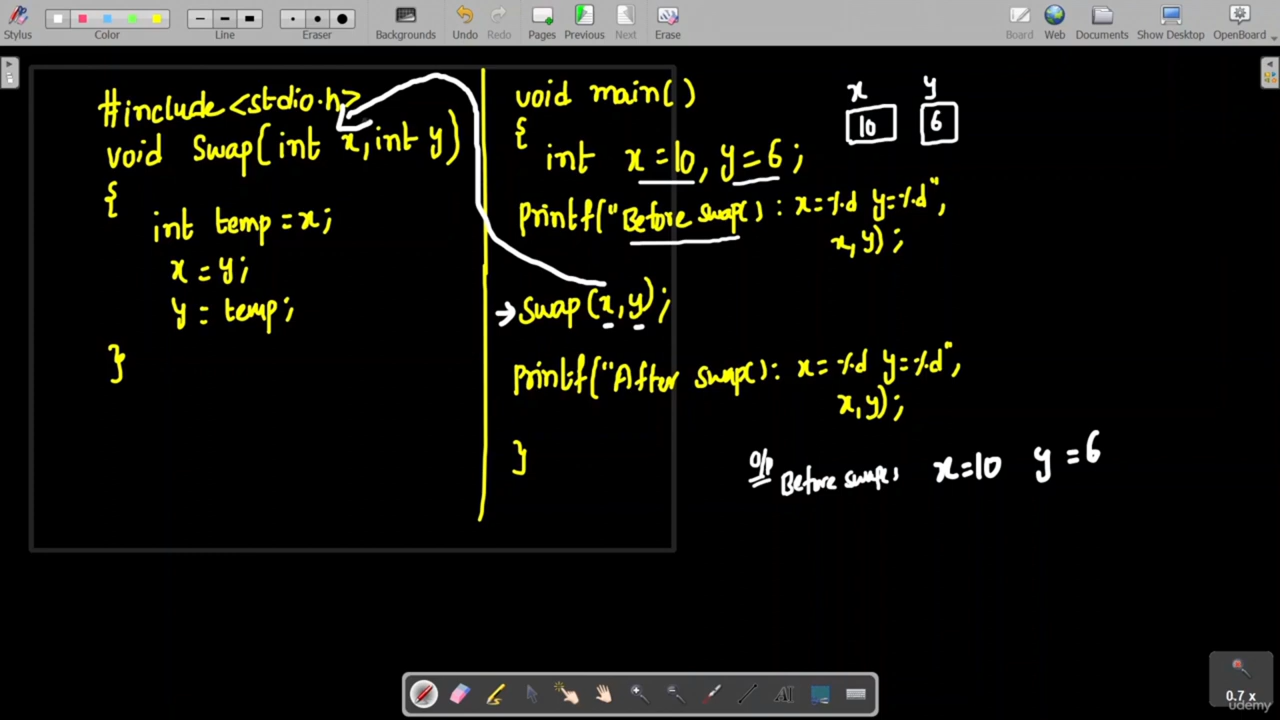 Stylus
Color
Line
Eraser
Backgrounds
Undo
Redo
Pages
Previous
Next
Erase
Board
Web
Documents
Show Desktop
OpenBoard
#include <stdio.h>
void Swap(int x, int y)
{
int temp = x;
x = y;
y = temp;
}
void main()
{
int x = 10, y = 6;
Printf("Before swap() : x = %d y = %d",
x, y);
swap(x, y);
Printf("After swap(): x = %d y = %d",
x, y);
}
x y
10 6
O/P
Before swap: x = 10 y = 6
AI
0.7 x
udemy